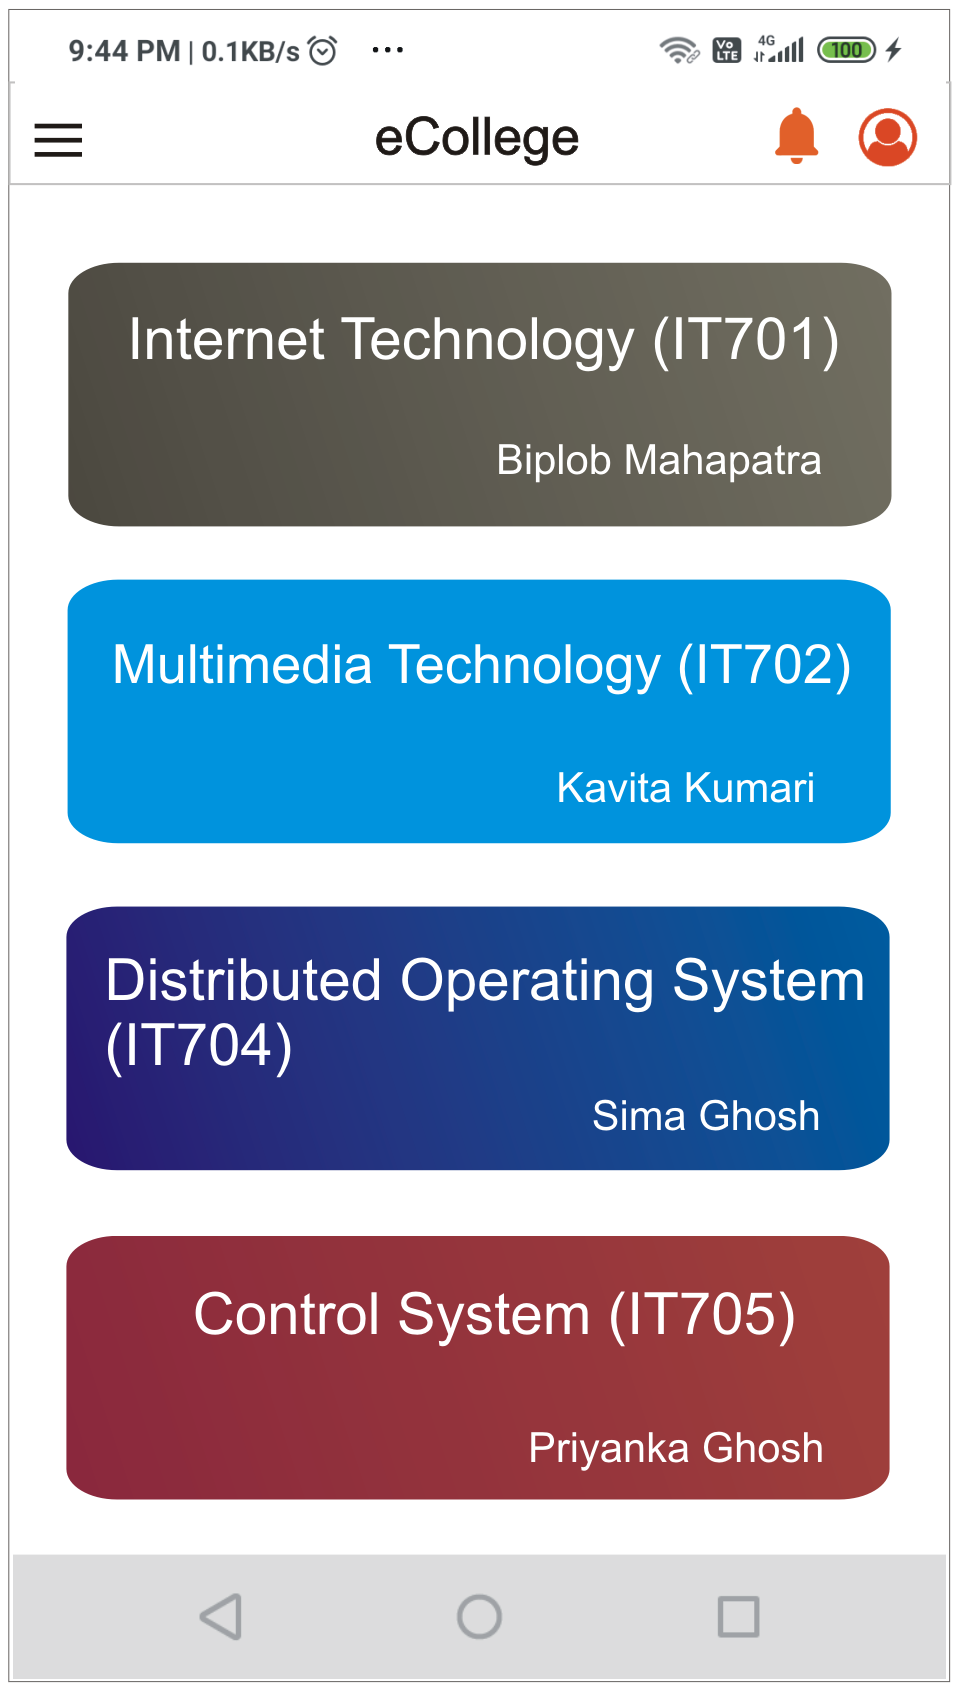 9:44 PM | 0.1KB/s ...
Vo LTE 4G 100
eCollege
Internet Technology (IT701)
Biplob Mahapatra
Multimedia Technology (IT702)
Kavita Kumari
Distributed Operating System
(IT704)
Sima Ghosh
Control System (IT705)
Priyanka Ghosh